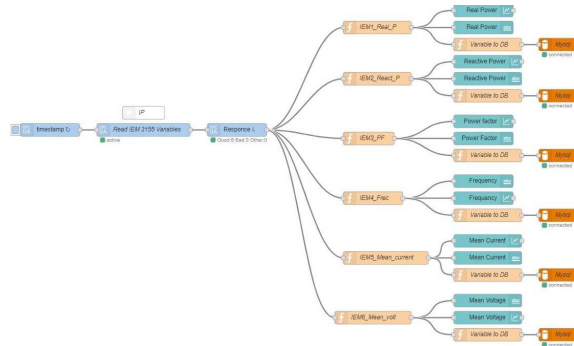 Real Power
IEM1_Real_P
Real Power
Variable to DB
Mysql
connected
Reactive Power
IEM2_React_P
Reactive Power
Variable to DB
Mysql
connected
IP
timestamp ↻
Read IEM 3155 Variables
active
Response
Good:6 Bad:0 Other:0
Power factor
IEM3_PF
Power Factor
Variable to DB
Mysql
connected
Frequency
IEM4_Frec
Frequency
Variable to DB
Mysql
connected
Mean Current
IEM5_Mean_current
Mean Current
Variable to DB
Mysql
connected
Mean Voltage
IEM6_Mean_volt
Mean Voltage
Variable to DB
Mysql
connected